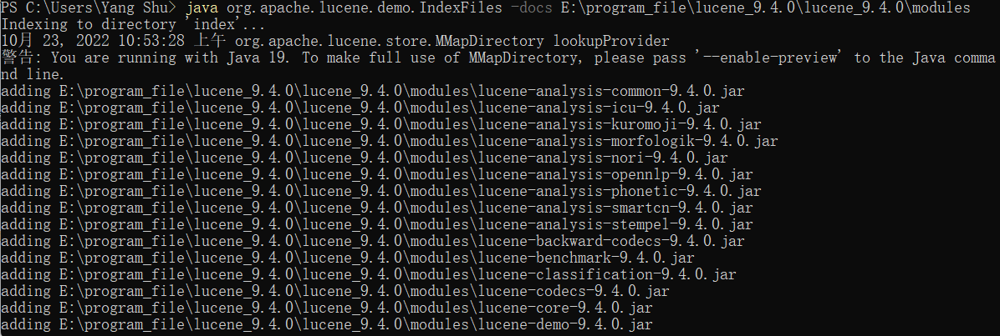 PS C:\Users\Yang Shu> java org.apache.lucene.demo.IndexFiles -docs E:\program_file\lucene_9.4.0\lucene_9.4.0\modules
Indexing to directory 'index'...
10月 23, 2022 10:53:28 上午 org.apache.lucene.store.MMapDirectory lookupProvider
警告: You are running with Java 19. To make full use of MMapDirectory, please pass '--enable-preview' to the Java comma
nd line.
adding E:\program_file\lucene_9.4.0\lucene_9.4.0\modules\lucene-analysis-common-9.4.0.jar
adding E:\program_file\lucene_9.4.0\lucene_9.4.0\modules\lucene-analysis-icu-9.4.0.jar
adding E:\program_file\lucene_9.4.0\lucene_9.4.0\modules\lucene-analysis-kuromoji-9.4.0.jar
adding E:\program_file\lucene_9.4.0\lucene_9.4.0\modules\lucene-analysis-morfologik-9.4.0.jar
adding E:\program_file\lucene_9.4.0\lucene_9.4.0\modules\lucene-analysis-nori-9.4.0.jar
adding E:\program_file\lucene_9.4.0\lucene_9.4.0\modules\lucene-analysis-opennlp-9.4.0.jar
adding E:\program_file\lucene_9.4.0\lucene_9.4.0\modules\lucene-analysis-phonetic-9.4.0.jar
adding E:\program_file\lucene_9.4.0\lucene_9.4.0\modules\lucene-analysis-smartcn-9.4.0.jar
adding E:\program_file\lucene_9.4.0\lucene_9.4.0\modules\lucene-analysis-stempel-9.4.0.jar
adding E:\program_file\lucene_9.4.0\lucene_9.4.0\modules\lucene-backward-codecs-9.4.0.jar
adding E:\program_file\lucene_9.4.0\lucene_9.4.0\modules\lucene-benchmark-9.4.0.jar
adding E:\program_file\lucene_9.4.0\lucene_9.4.0\modules\lucene-classification-9.4.0.jar
adding E:\program_file\lucene_9.4.0\lucene_9.4.0\modules\lucene-codecs-9.4.0.jar
adding E:\program_file\lucene_9.4.0\lucene_9.4.0\modules\lucene-core-9.4.0.jar
adding E:\program_file\lucene_9.4.0\lucene_9.4.0\modules\lucene-demo-9.4.0.jar